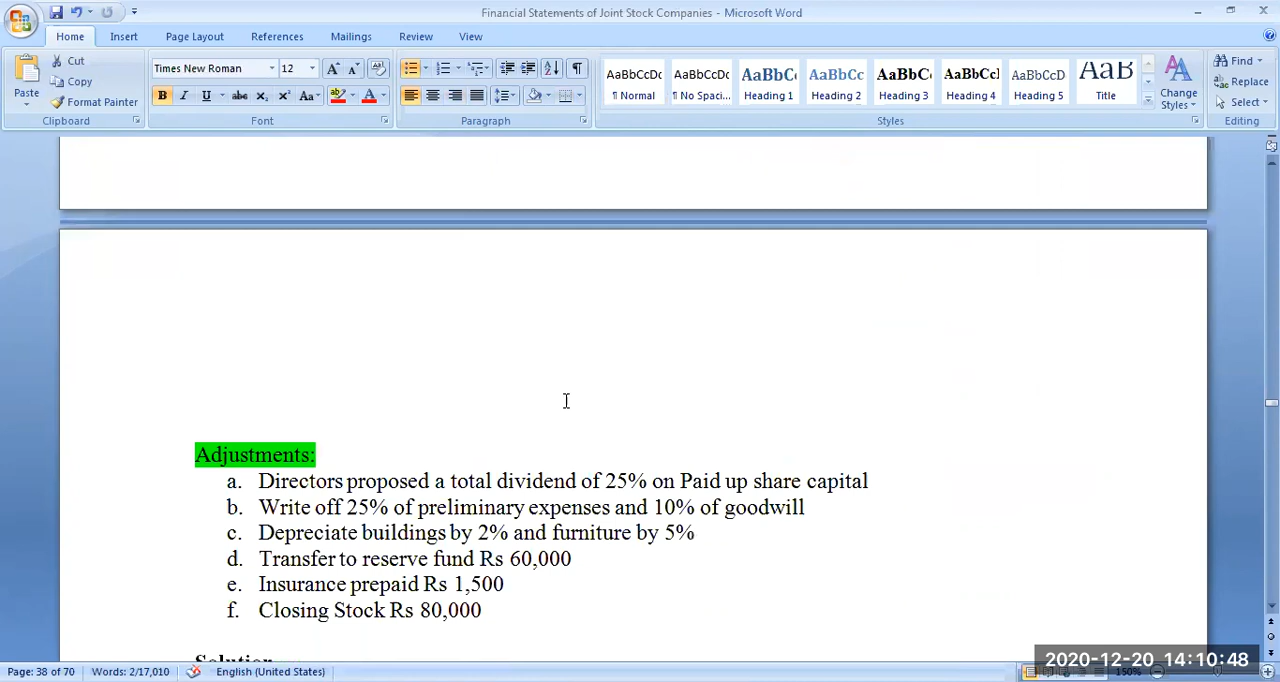 Financial Statements of Joint Stock Companies - Microsoft Word
Home Insert Page Layout References Mailings Review View
Cut
Copy
Format Painter
Paste
Clipboard
Times New Roman 12
Font
Paragraph
AaBbCcDc AaBbCcDc AaBbC AaBbCc AaBbC AaBbCcI AaBbCcD AaB
¶ Normal ¶ No Spaci... Heading 1 Heading 2 Heading 3 Heading 4 Heading 5 Title
Change Styles
Styles
Find
Replace
Select
Editing
Adjustments:
a. Directors proposed a total dividend of 25% on Paid up share capital
b. Write off 25% of preliminary expenses and 10% of goodwill
c. Depreciate buildings by 2% and furniture by 5%
d. Transfer to reserve fund Rs 60,000
e. Insurance prepaid Rs 1,500
f. Closing Stock Rs 80,000
Solution
Page: 38 of 70 Words: 2/17,010 English (United States) 150%
2020-12-20 14:10:48